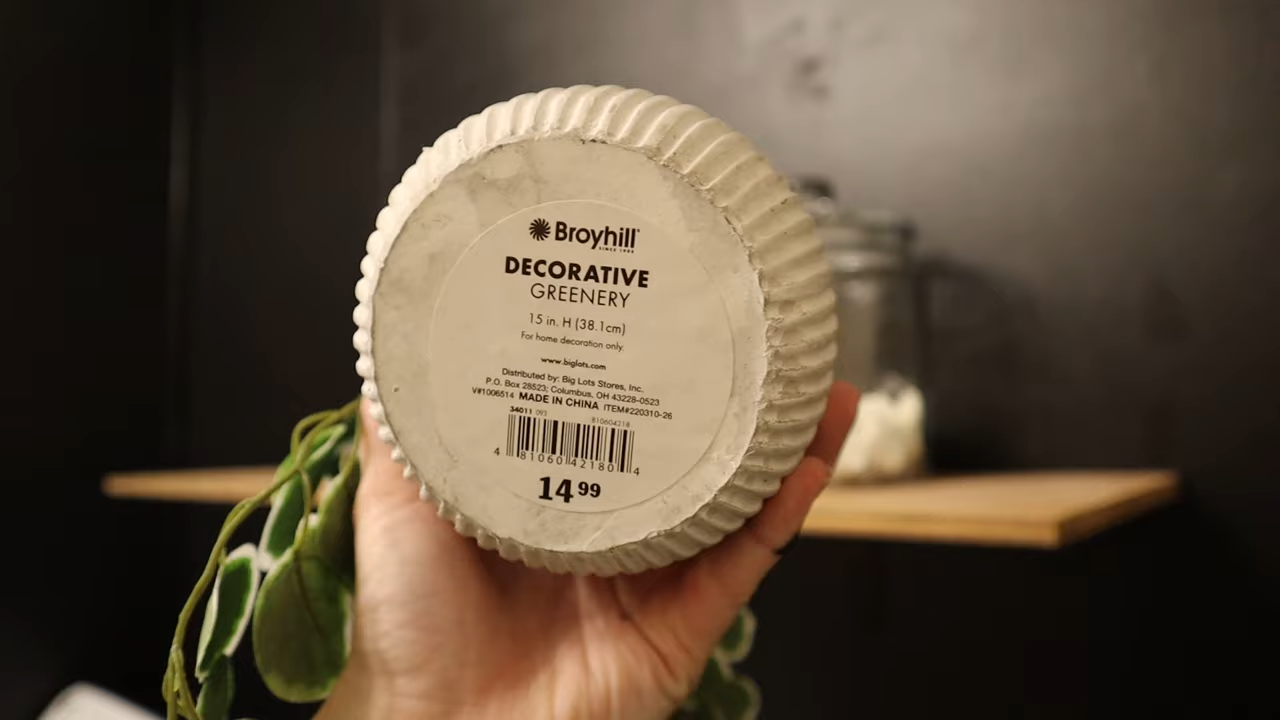 Broyhill
SINCE 1905
DECORATIVE
GREENERY
15 in. H (38.1cm)
For home decoration only.
www.biglots.com
Distributed by: Big Lots Stores, Inc.
P.O. Box 28523; Columbus, OH 43228-0523
V#1006514 MADE IN CHINA ITEM#220310-26
34011 093 810604218
4 81060 42180 4
14.99